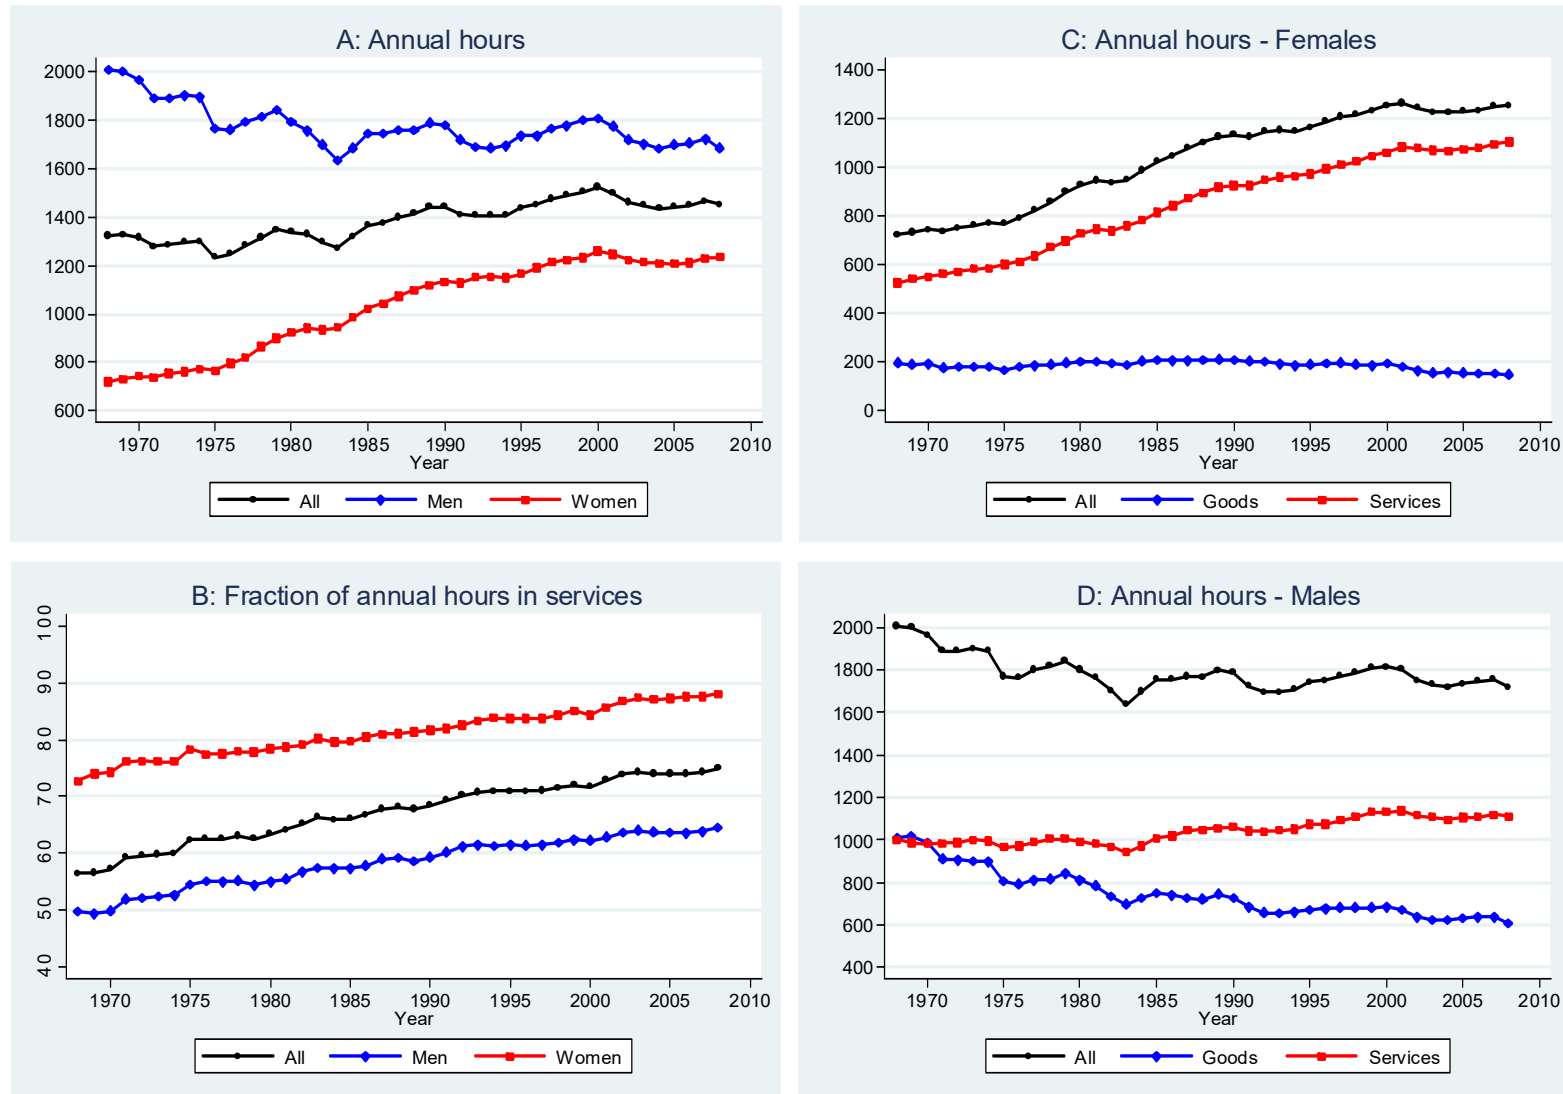 A: Annual hours
2000
1800
1600
1400
1200
1000
800
600
1970 1975 1980 1985 1990 1995 2000 2005 2010
Year
All Men Women
C: Annual hours - Females
1400
1200
1000
800
600
400
200
0
1970 1975 1980 1985 1990 1995 2000 2005 2010
Year
All Goods Services
B: Fraction of annual hours in services
100
90
80
70
60
50
40
1970 1975 1980 1985 1990 1995 2000 2005 2010
Year
All Men Women
D: Annual hours - Males
2000
1800
1600
1400
1200
1000
800
600
400
1970 1975 1980 1985 1990 1995 2000 2005 2010
Year
All Goods Services